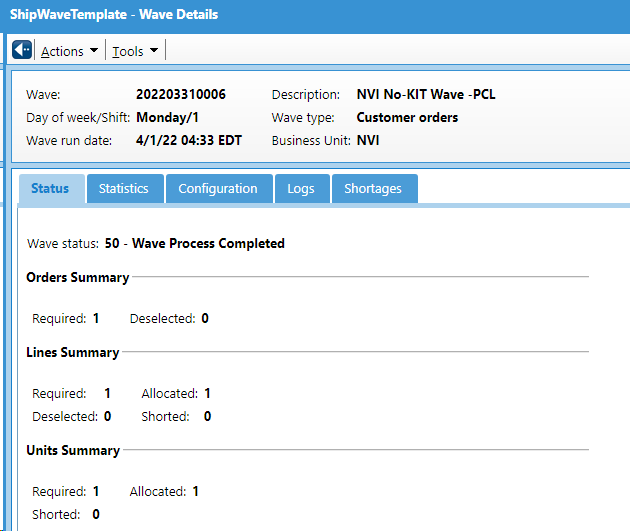 ShipWaveTemplate - Wave Details
Actions Tools
Wave: 202203310006 Description: NVI No-KIT Wave -PCL
Day of week/Shift: Monday/1 Wave type: Customer orders
Wave run date: 4/1/22 04:33 EDT Business Unit: NVI
Status Statistics Configuration Logs Shortages
Wave status: 50 - Wave Process Completed
Orders Summary
Required: 1 Deselected: 0
Lines Summary
Required: 1 Allocated: 1
Deselected: 0 Shorted: 0
Units Summary
Required: 1 Allocated: 1
Shorted: 0